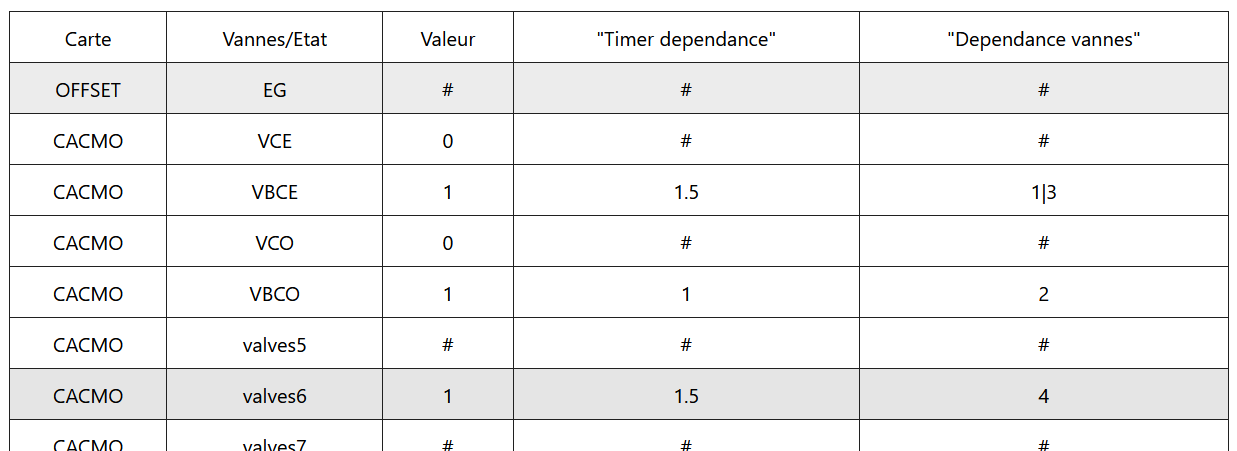 Carte Vannes/Etat Valeur "Timer dependance" "Dependance vannes"
OFFSET EG # # #
CACMO VCE 0 # #
CACMO VBCE 1 1.5 1|3
CACMO VCO 0 # #
CACMO VBCO 1 1 2
CACMO valves5 # # #
CACMO valves6 1 1.5 4
CACMO valves7 # # #